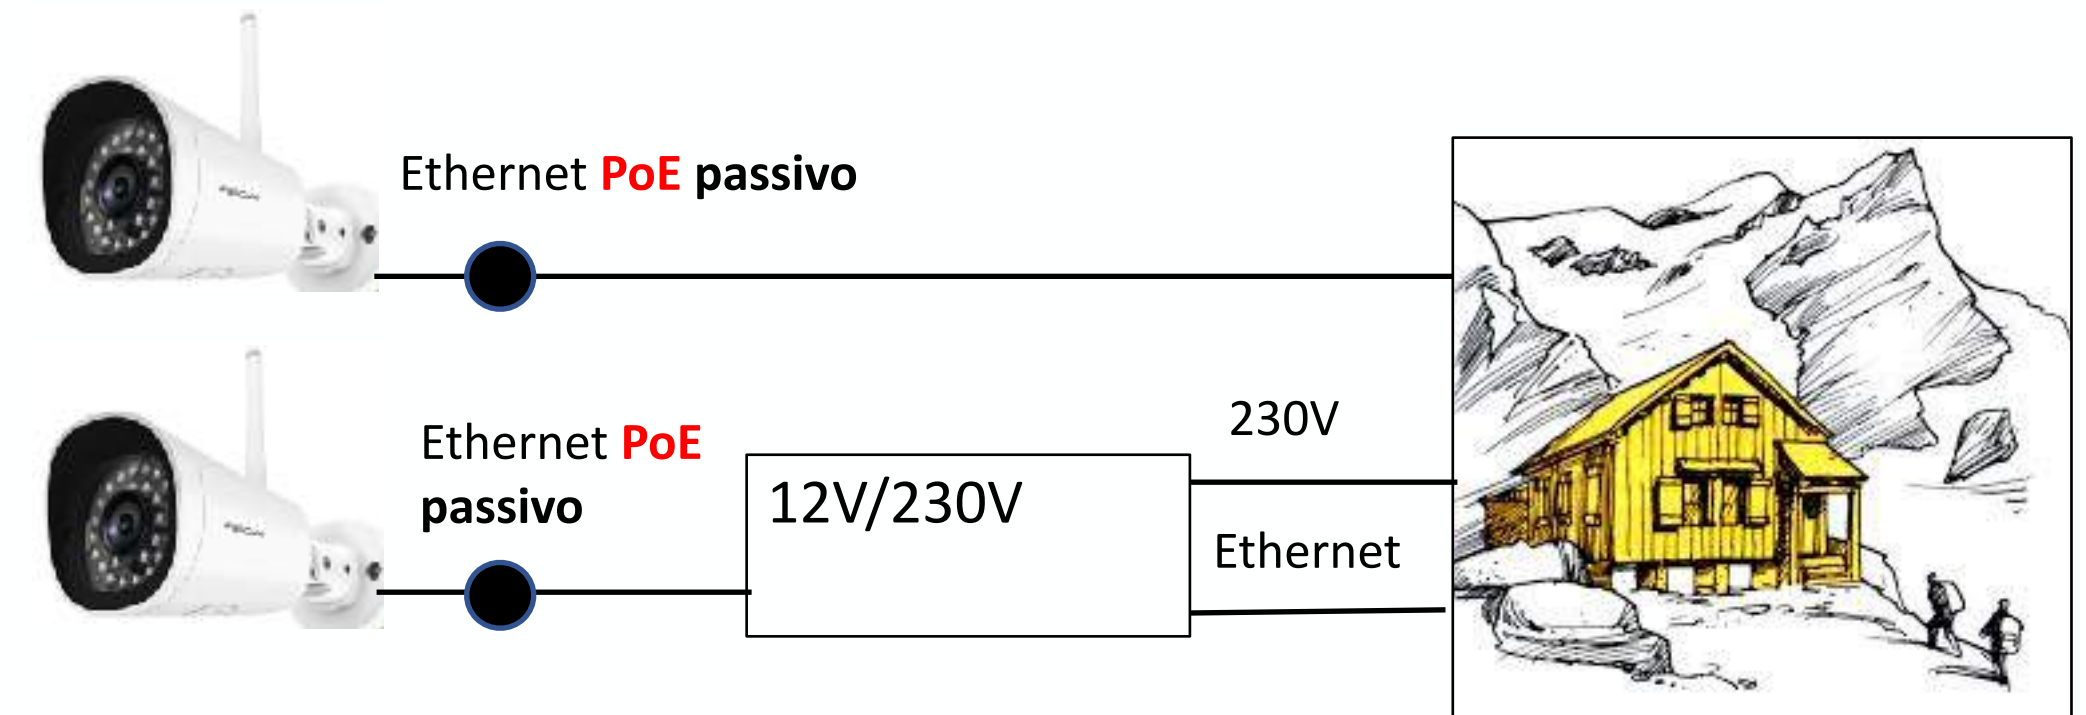 Ethernet PoE passivo
230V
Ethernet PoE
passivo
12V/230V
Ethernet